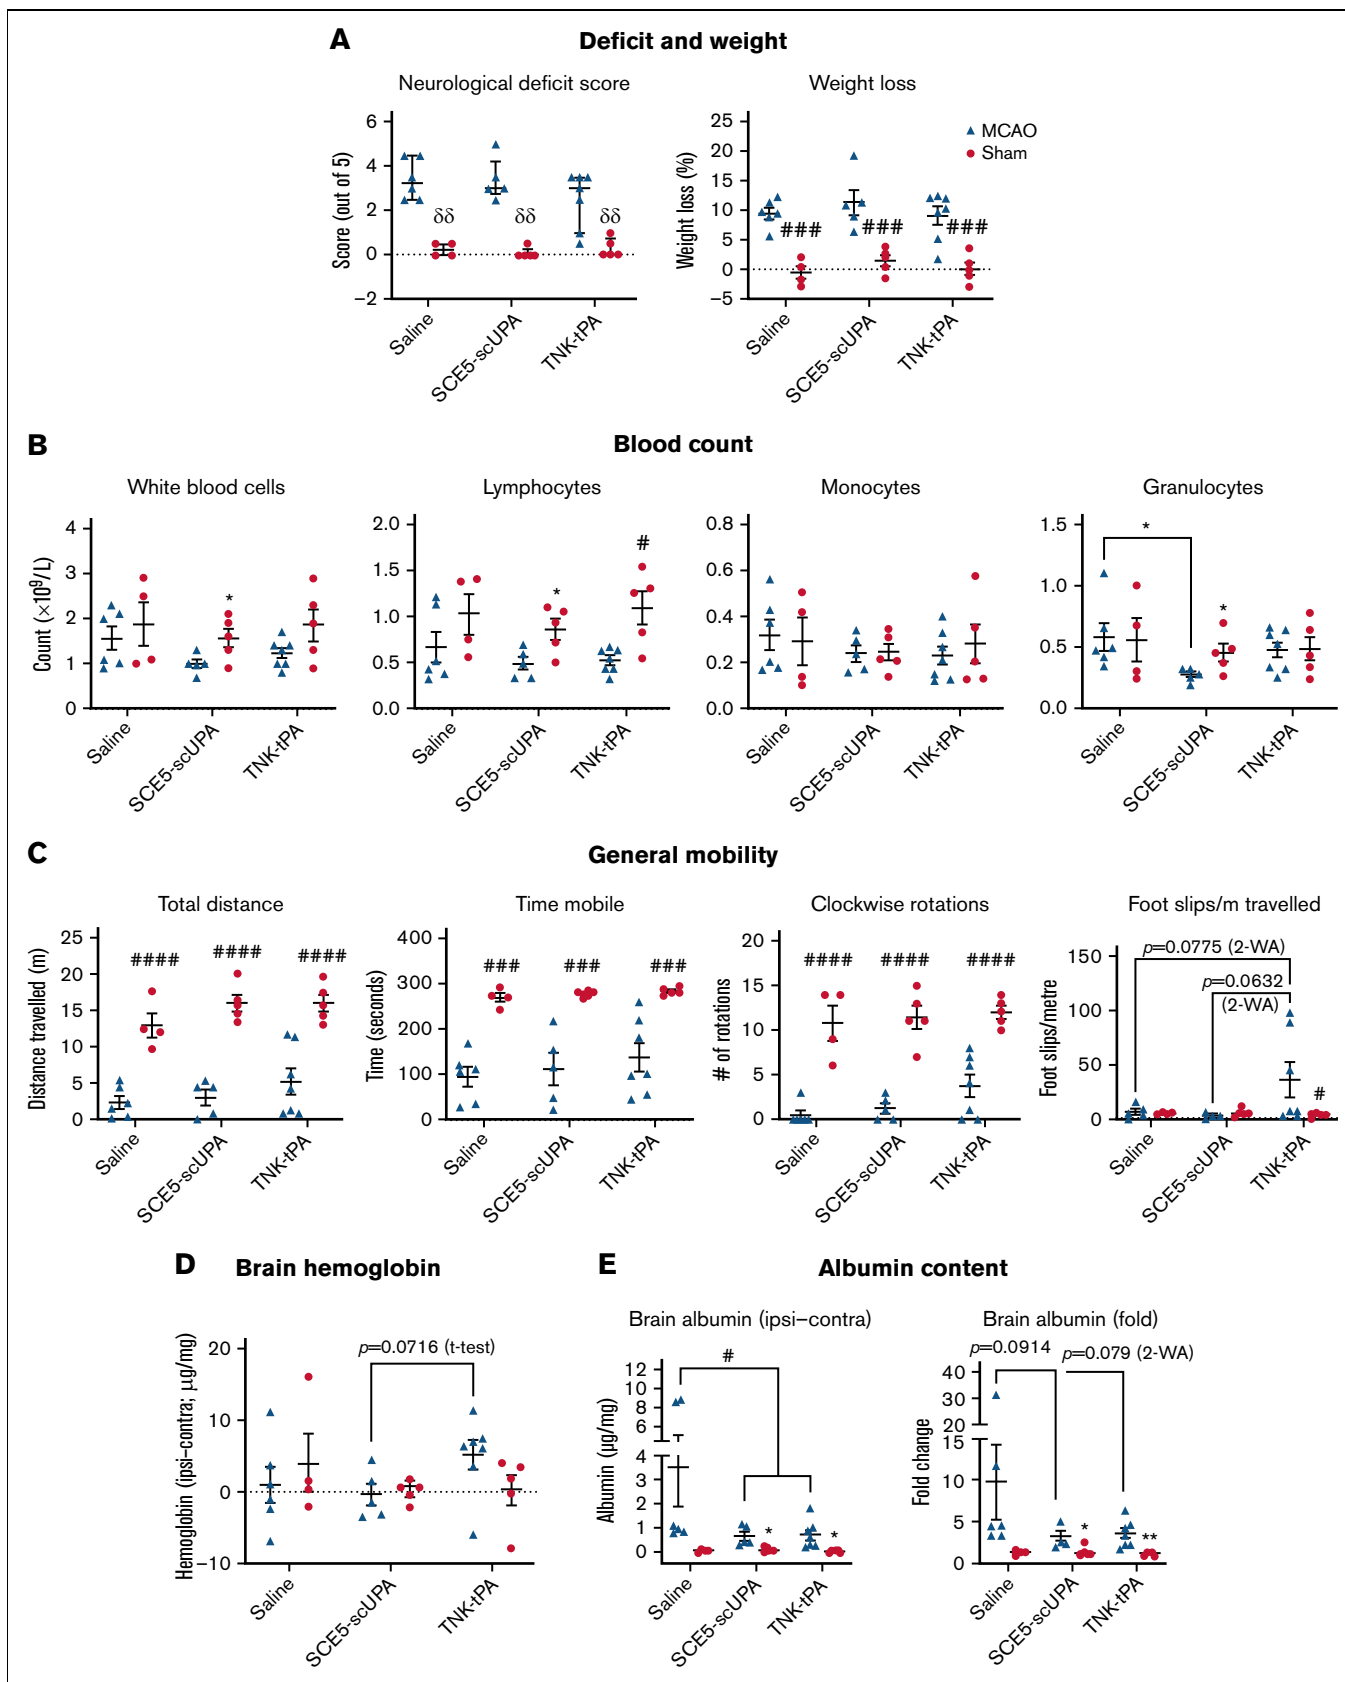 A Deficit and weight
Neurological deficit score
Score (out of 5)
6
4
2
0
−2
δδ
δδ
δδ
Saline
SCE5-scUPA
TNK-tPA
Weight loss
Weight loss (%)
25
20
15
10
5
0
−5
MCAO
Sham
###
###
###
Saline
SCE5-scUPA
TNK-tPA
B Blood count
White blood cells
Count (×10⁹/L)
4
3
2
1
0
*
Saline
SCE5-scUPA
TNK-tPA
Lymphocytes
2.0
1.5
1.0
0.5
0.0
*
#
Saline
SCE5-scUPA
TNK-tPA
Monocytes
0.8
0.6
0.4
0.2
0.0
Saline
SCE5-scUPA
TNK-tPA
Granulocytes
1.5
1.0
0.5
0.0
*
*
Saline
SCE5-scUPA
TNK-tPA
C General mobility
Total distance
Distance travelled (m)
25
20
15
10
5
0
####
####
####
Saline
SCE5-scUPA
TNK-tPA
Time mobile
Time (seconds)
400
300
200
100
0
###
###
###
Saline
SCE5-scUPA
TNK-tPA
Clockwise rotations
# of rotations
20
15
10
5
0
####
####
####
Saline
SCE5-scUPA
TNK-tPA
Foot slips/m travelled
Foot slips/metre
150
100
50
0
p=0.0775 (2-WA)
p=0.0632
(2-WA)
#
Saline
SCE5-scUPA
TNK-tPA
D Brain hemoglobin
Hemoglobin (ipsi–contra; μg/mg)
20
10
0
−10
p=0.0716 (t-test)
Saline
SCE5-scUPA
TNK-tPA
E Albumin content
Brain albumin (ipsi–contra)
Albumin (μg/mg)
12
10
8
6
4
4
3
2
1
0
#
*
*
Saline
SCE5-scUPA
TNK-tPA
Brain albumin (fold)
Fold change
40
30
20
15
10
5
0
p=0.0914
p=0.079 (2-WA)
*
**
Saline
SCE5-scUPA
TNK-tPA